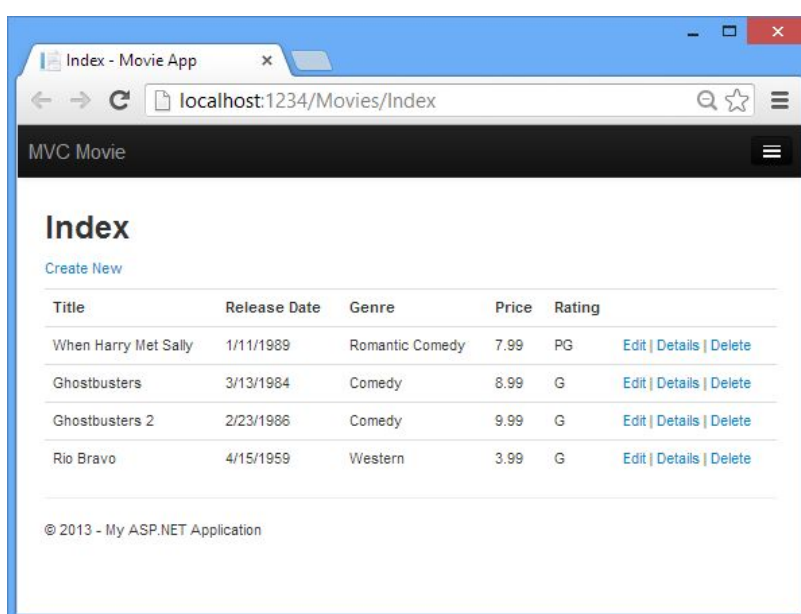 Index - Movie App
localhost:1234/Movies/Index
MVC Movie
Index
Create New
Title Release Date Genre Price Rating
When Harry Met Sally 1/11/1989 Romantic Comedy 7.99 PG Edit | Details | Delete
Ghostbusters 3/13/1984 Comedy 8.99 G Edit | Details | Delete
Ghostbusters 2 2/23/1986 Comedy 9.99 G Edit | Details | Delete
Rio Bravo 4/15/1959 Western 3.99 G Edit | Details | Delete
© 2013 - My ASP.NET Application